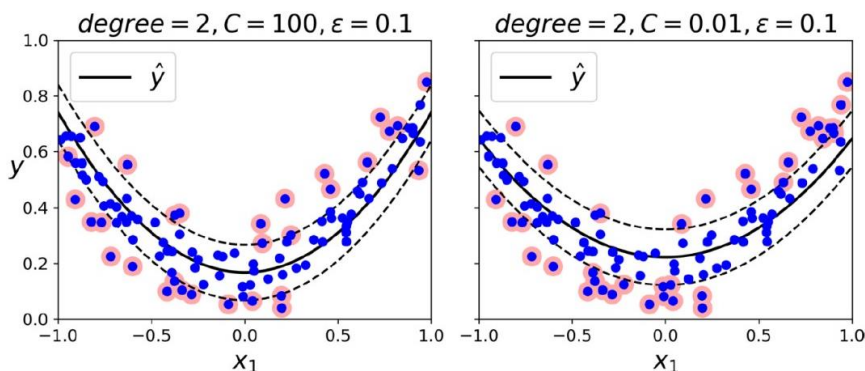 degree = 2, C = 100, ε = 0.1
degree = 2, C = 0.01, ε = 0.1
1.0
0.8
0.6
0.4
0.2
0.0
y
ŷ
ŷ
-1.0 -0.5 0.0 0.5 1.0
-1.0 -0.5 0.0 0.5 1.0
x₁
x₁